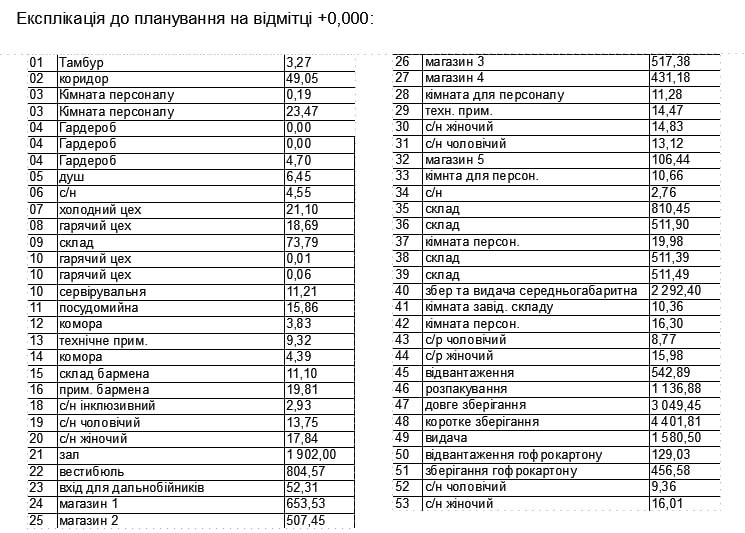 Експлікація до планування на відмітці +0,000:
01 Тамбур 3,27
02 коридор 49,05
03 Кімната персоналу 0,19
03 Кімната персоналу 23,47
04 Гардероб 0,00
04 Гардероб 0,00
04 Гардероб 4,70
05 душ 6,45
06 с/н 4,55
07 холодний цех 21,10
08 гарячий цех 18,69
09 склад 73,79
10 гарячий цех 0,01
10 гарячий цех 0,06
10 сервірувальня 11,21
11 посудомийна 15,86
12 комора 3,83
13 технічне прим. 9,32
14 комора 4,39
15 склад бармена 11,10
16 прим. бармена 19,81
18 с/н інклюзивний 2,93
19 с/н чоловічий 13,75
20 с/н жіночий 17,84
21 зал 1 902,00
22 вестибюль 804,57
23 вхід для дальнобійників 52,31
24 магазин 1 653,53
25 магазин 2 507,45
26 магазин 3 517,38
27 магазин 4 431,18
28 кімната для персоналу 11,28
29 техн. прим. 14,47
30 с/н жіночий 14,83
31 с/н чоловічий 13,12
32 магазин 5 106,44
33 кімнта для персон. 10,66
34 с/н 2,76
35 склад 810,45
36 склад 511,90
37 кімната персон. 19,98
38 склад 511,39
39 склад 511,49
40 збер та видача середньогабаритна 2 292,40
41 кімната завід. складу 10,36
42 кімната персон. 16,30
43 с/р чоловічий 8,77
44 с/р жіночий 15,98
45 відвантаження 542,89
46 розпакування 1 136,88
47 довге зберігання 3 049,45
48 коротке зберігання 4 401,81
49 видача 1 580,50
50 відвантаження гофрокартону 129,03
51 зберігання гофрокартону 456,58
52 с/н чоловічий 9,36
53 с/н жіночий 16,01